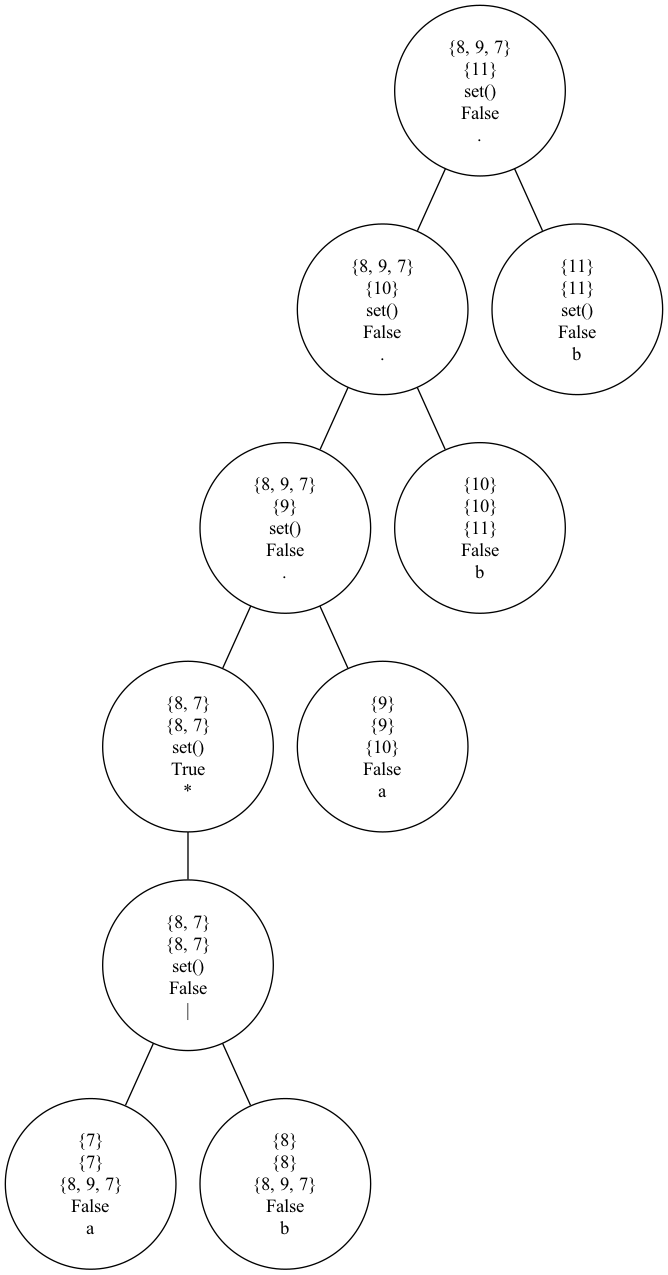 {8, 9, 7}
{11}
set()
False
.
{8, 9, 7}
{10}
set()
False
.
{11}
{11}
set()
False
b
{8, 9, 7}
{9}
set()
False
.
{10}
{10}
{11}
False
b
{8, 7}
{8, 7}
set()
True
*
{9}
{9}
{10}
False
a
{8, 7}
{8, 7}
set()
False
|
{7}
{7}
{8, 9, 7}
False
a
{8}
{8}
{8, 9, 7}
False
b